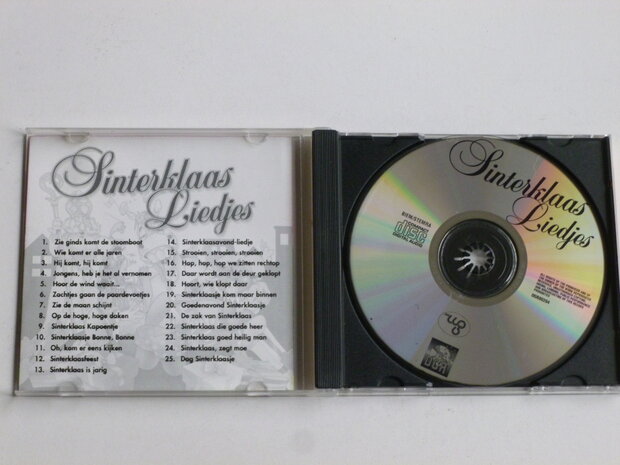 Sinterklaas
Liedjes
1. Zie ginds komt de stoomboot
2. Wie komt er alle jaren
3. Hij komt, hij komt
4. Jongens, heb je het al vernomen
5. Hoor de wind waait...
6. Zachtjes gaan de paardevoetjes
7. Zie de maan schijnt
8. Op de hoge, hoge daken
9. Sinterklaas Kapoentje
10. Sinterklaasje Bonne, Bonne
11. Oh, kom er eens kijken
12. Sinterklaasfeest
13. Sinterklaas is jarig
14. Sinterklaasavond-liedje
15. Strooien, strooien, strooien
16. Hop, hop, hop we zitten rechtop
17. Daar wordt aan de deur geklopt
18. Hoort, wie klopt daar
19. Sinterklaasje kom maar binnen
20. Goedenavond Sinterklaasje
21. De zak van Sinterklaas
22. Sinterklaas die goede heer
23. Sinterklaas goed heilig man
24. Sinterklaas, zegt moe
25. Dag Sinterklaasje
Sinterklaas
Liedjes
BIEM/STEMRA
COMPACT
disc
DIGITAL AUDIO